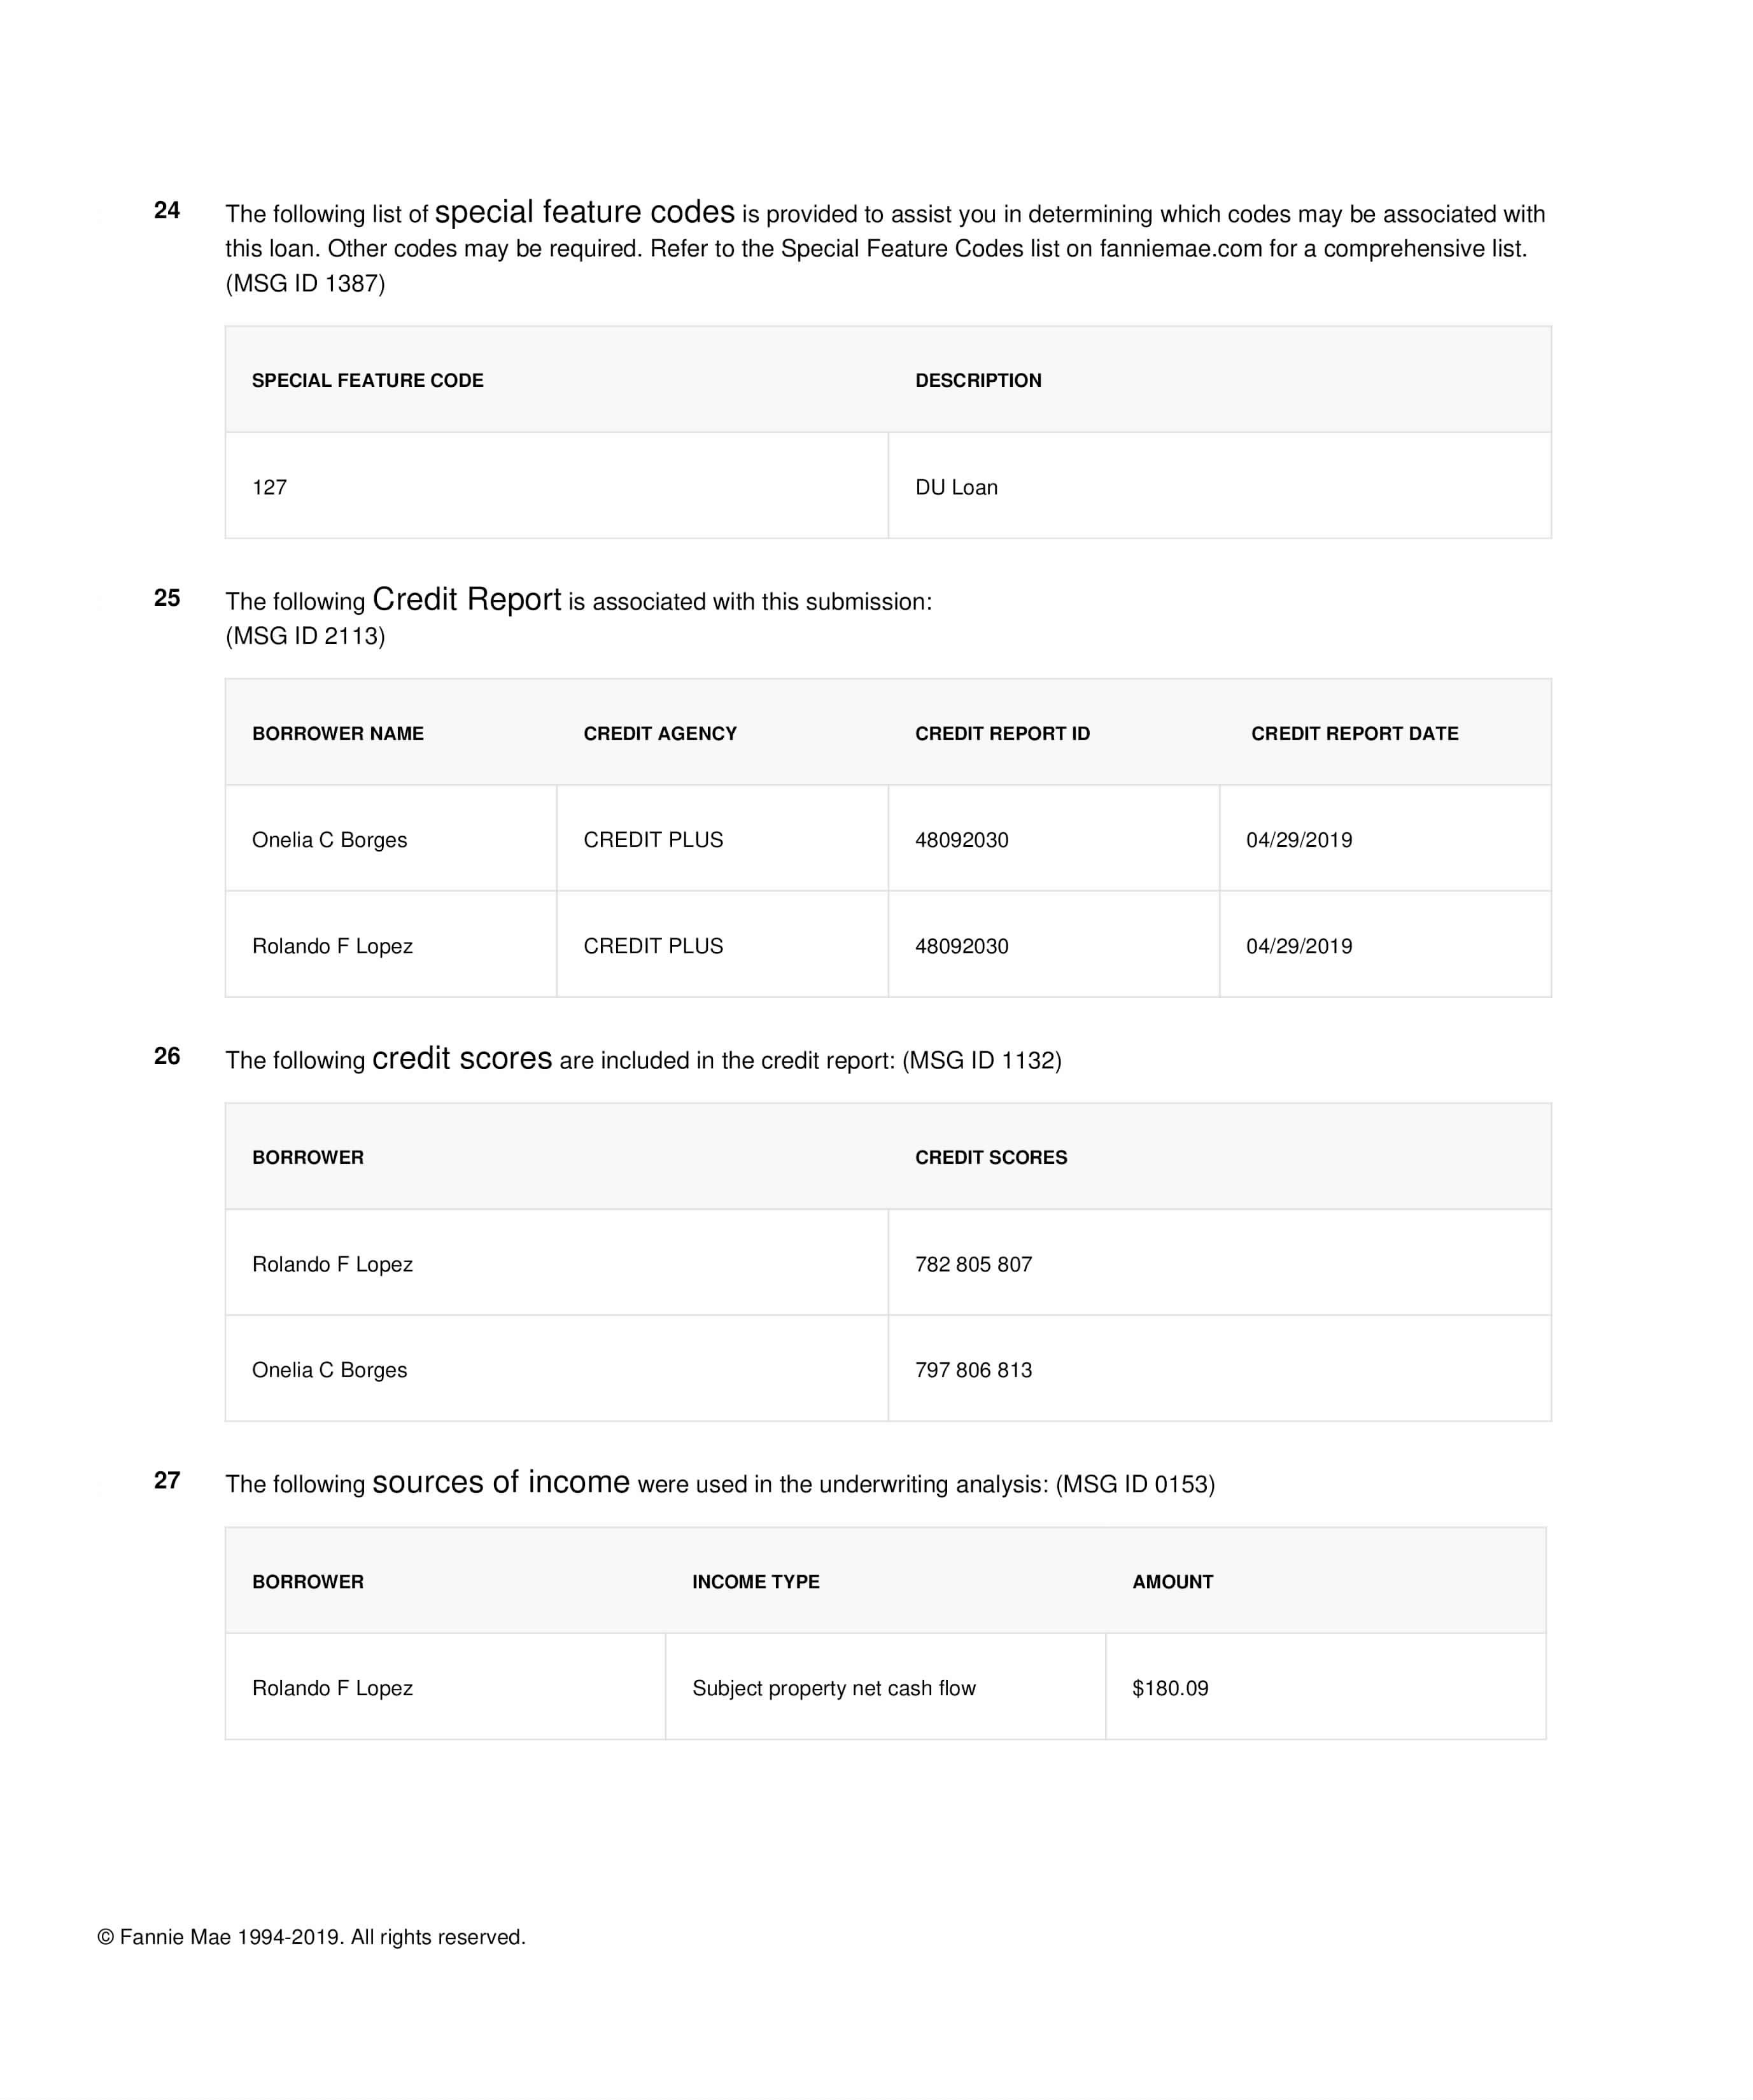 24 The following list of special feature codes is provided to assist you in determining which codes may be associated with
this loan. Other codes may be required. Refer to the Special Feature Codes list on fanniemae.com for a comprehensive list.
(MSG ID 1387)
SPECIAL FEATURE CODE DESCRIPTION
127 DU Loan
25 The following Credit Report is associated with this submission:
(MSG ID 2113)
BORROWER NAME CREDIT AGENCY CREDIT REPORT ID CREDIT REPORT DATE
Onelia C Borges CREDIT PLUS 48092030 04/29/2019
Rolando F Lopez CREDIT PLUS 48092030 04/29/2019
26 The following credit scores are included in the credit report: (MSG ID 1132)
BORROWER CREDIT SCORES
Rolando F Lopez 782 805 807
Onelia C Borges 797 806 813
27 The following sources of income were used in the underwriting analysis: (MSG ID 0153)
BORROWER INCOME TYPE AMOUNT
Rolando F Lopez Subject property net cash flow $180.09
© Fannie Mae 1994-2019. All rights reserved.